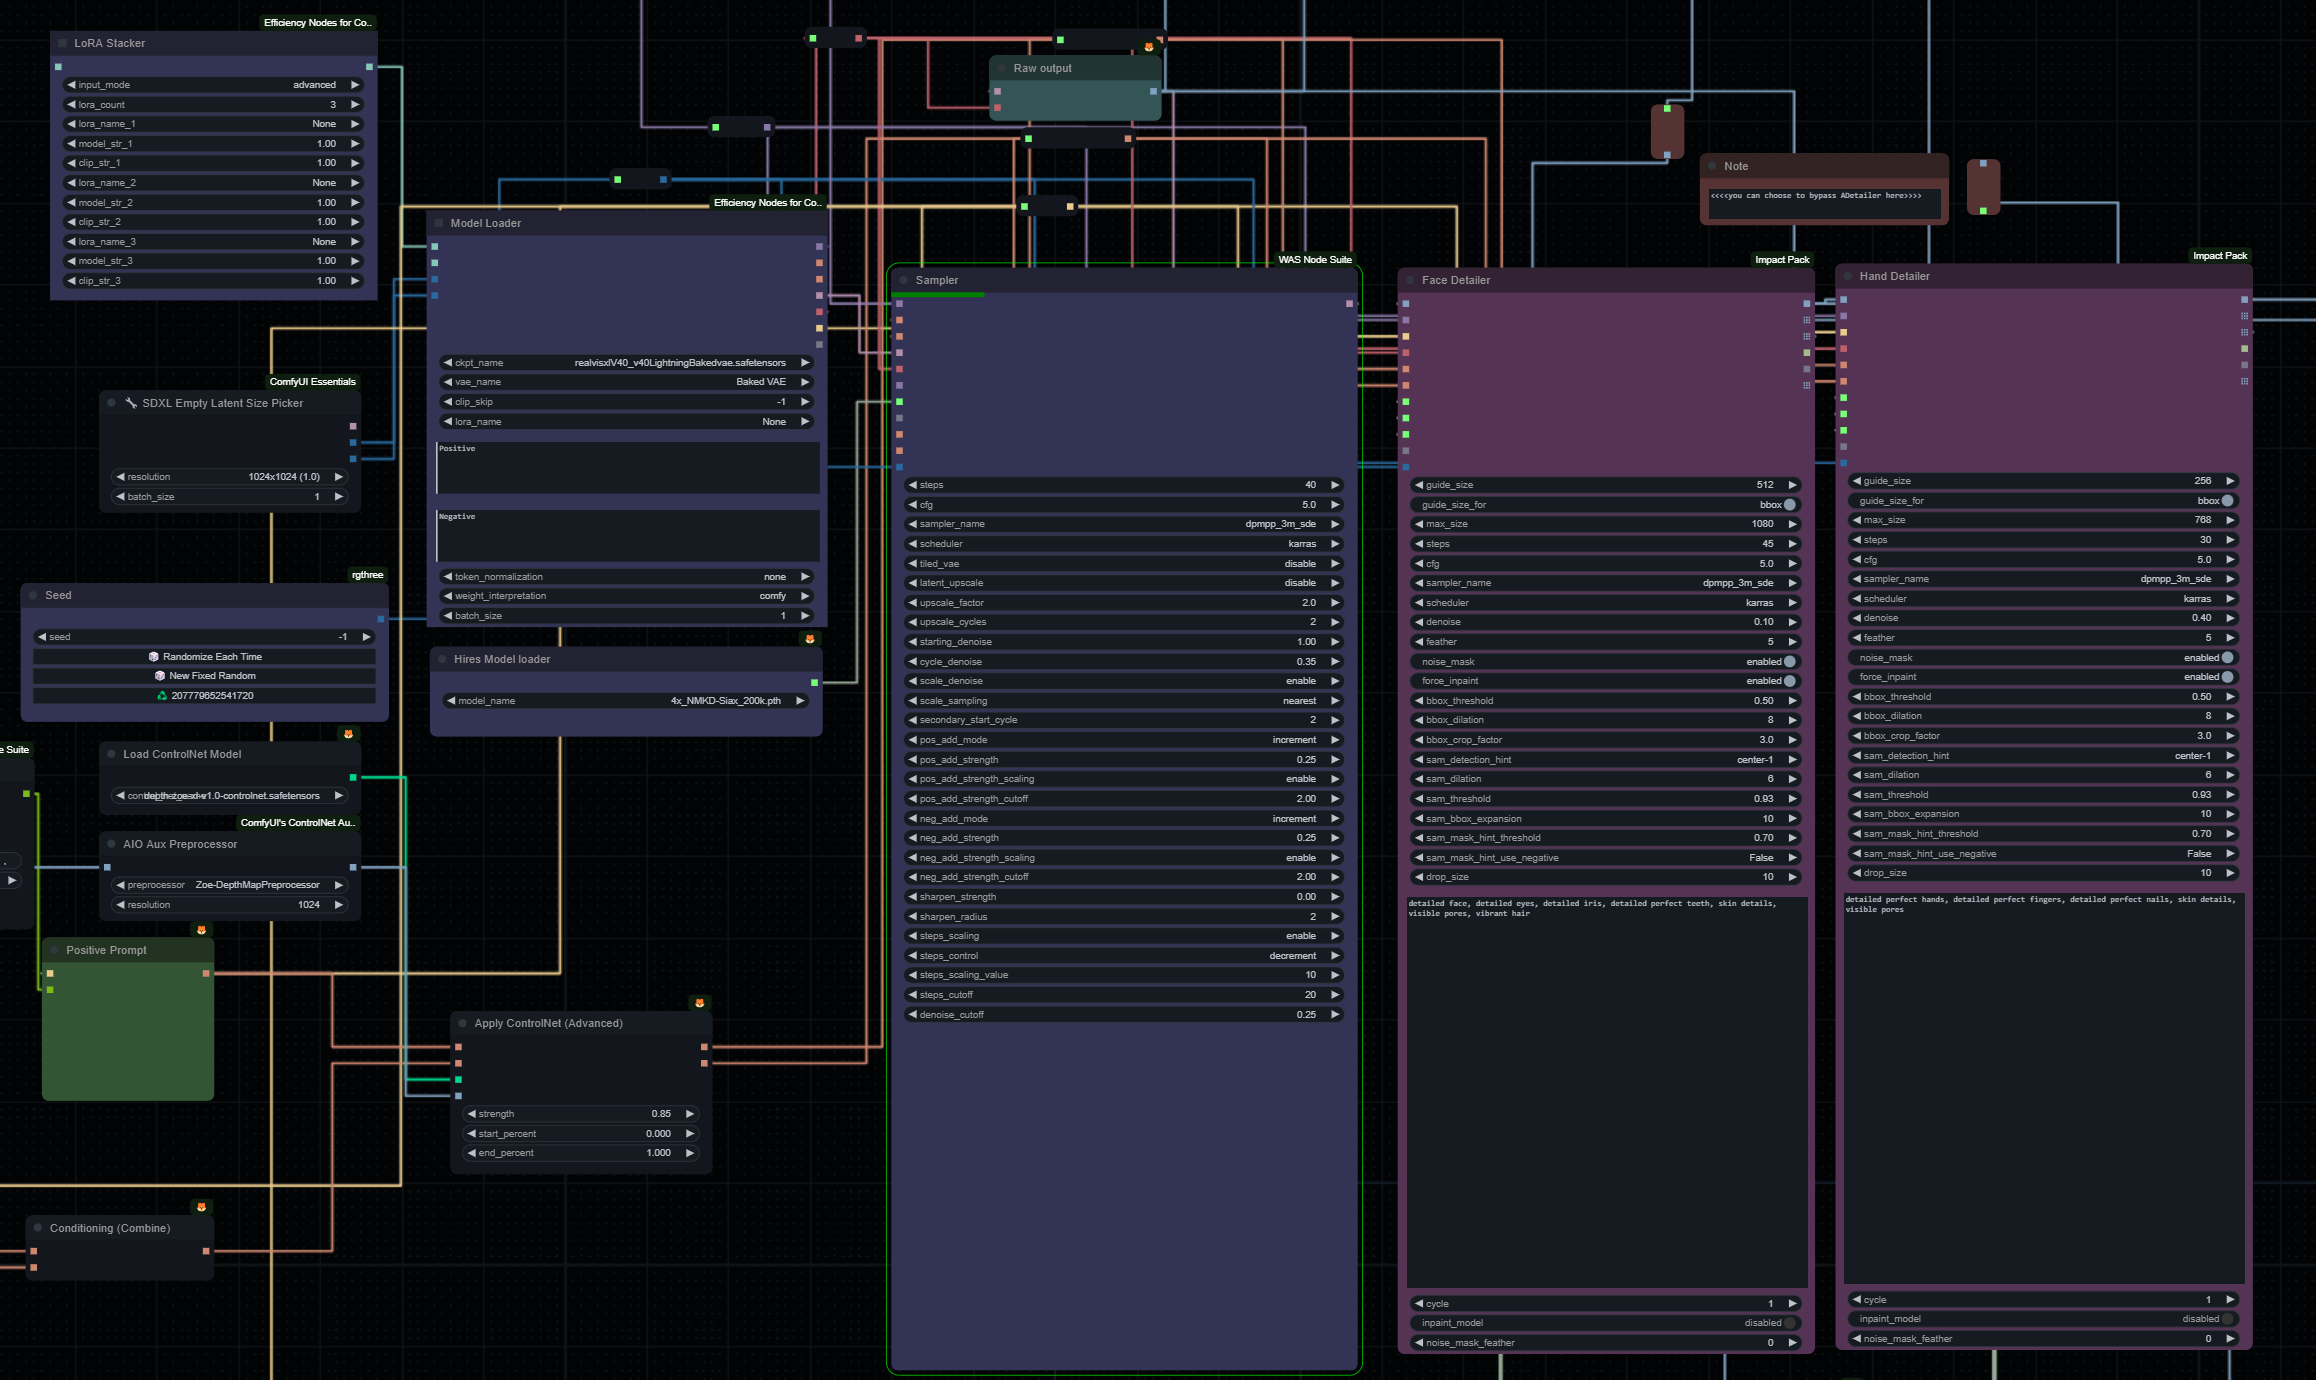 Efficiency Nodes for Co..
LoRA Stacker
input_mode advanced
lora_count 3
lora_name_1 None
model_str_1 1.00
clip_str_1 1.00
lora_name_2 None
model_str_2 1.00
clip_str_2 1.00
lora_name_3 None
model_str_3 1.00
clip_str_3 1.00
ComfyUI Essentials
SDXL Empty Latent Size Picker
resolution 1024x1024 (1.0)
batch_size 1
rgthree
Seed
seed -1
Randomize Each Time
New Fixed Random
207779652541720
e Suite
Load ControlNet Model
depth-zoe-xl-v1.0-controlnet.safetensors
ComfyUI's ControlNet Au..
AIO Aux Preprocessor
preprocessor Zoe-DepthMapPreprocessor
resolution 1024
Positive Prompt
Conditioning (Combine)
Efficiency Nodes for Co..
Model Loader
ckpt_name realvisxlV40_v40LightningBakedvae.safetensors
vae_name Baked VAE
clip_skip -1
lora_name None
Positive
Negative
token_normalization none
weight_interpretation comfy
batch_size 1
Hires Model loader
model_name 4x_NMKD-Siax_200k.pth
Apply ControlNet (Advanced)
strength 0.85
start_percent 0.000
end_percent 1.000
Raw output
WAS Node Suite
Sampler
steps 40
cfg 5.0
sampler_name dpmpp_3m_sde
scheduler karras
tiled_vae disable
latent_upscale disable
upscale_factor 2.0
upscale_cycles 2
starting_denoise 1.00
cycle_denoise 0.35
scale_denoise enable
scale_sampling nearest
secondary_start_cycle 2
pos_add_mode increment
pos_add_strength 0.25
pos_add_strength_scaling enable
pos_add_strength_cutoff 2.00
neg_add_mode increment
neg_add_strength 0.25
neg_add_strength_scaling enable
neg_add_strength_cutoff 2.00
sharpen_strength 0.00
sharpen_radius 2
steps_scaling enable
steps_control decrement
steps_scaling_value 10
steps_cutoff 20
denoise_cutoff 0.25
Note
<<<<you can choose to bypass ADetailer here>>>>
Impact Pack
Face Detailer
guide_size 512
guide_size_for bbox
max_size 1080
steps 45
cfg 5.0
sampler_name dpmpp_3m_sde
scheduler karras
denoise 0.10
feather 5
noise_mask enabled
force_inpaint enabled
bbox_threshold 0.50
bbox_dilation 8
bbox_crop_factor 3.0
sam_detection_hint center-1
sam_dilation 6
sam_threshold 0.93
sam_bbox_expansion 10
sam_mask_hint_threshold 0.70
sam_mask_hint_use_negative False
drop_size 10
detailed face, detailed eyes, detailed iris, detailed perfect teeth, skin details,
visible pores, vibrant hair
cycle 1
inpaint_model disabled
noise_mask_feather 0
Impact Pack
Hand Detailer
guide_size 256
guide_size_for bbox
max_size 768
steps 30
cfg 5.0
sampler_name dpmpp_3m_sde
scheduler karras
denoise 0.40
feather 5
noise_mask enabled
force_inpaint enabled
bbox_threshold 0.50
bbox_dilation 8
bbox_crop_factor 3.0
sam_detection_hint center-1
sam_dilation 6
sam_threshold 0.93
sam_bbox_expansion 10
sam_mask_hint_threshold 0.70
sam_mask_hint_use_negative False
drop_size 10
detailed perfect hands, detailed perfect fingers, detailed perfect nails, skin details,
visible pores
cycle 1
inpaint_model disabled
noise_mask_feather 0